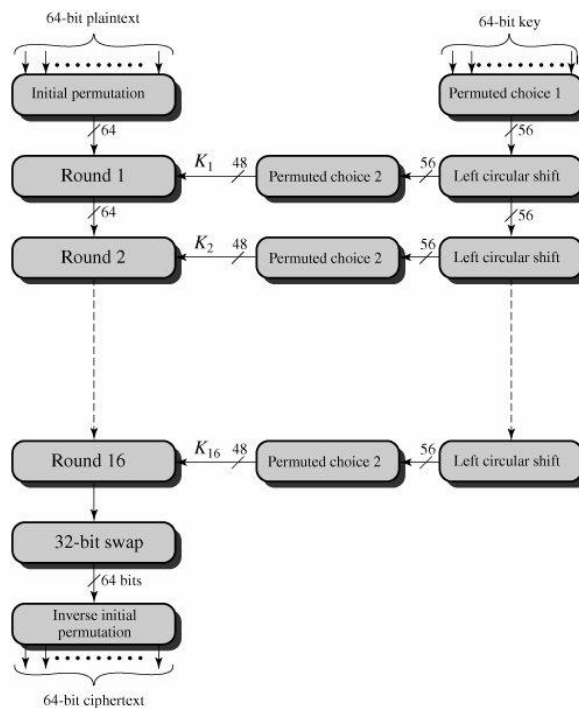 64-bit plaintext
64-bit key
Initial permutation
Permuted choice 1
64
56
Round 1
K1
48
Permuted choice 2
56
Left circular shift
64
56
Round 2
K2
48
Permuted choice 2
56
Left circular shift
Round 16
K16
48
Permuted choice 2
56
Left circular shift
32-bit swap
64 bits
Inverse initial
permutation
64-bit ciphertext